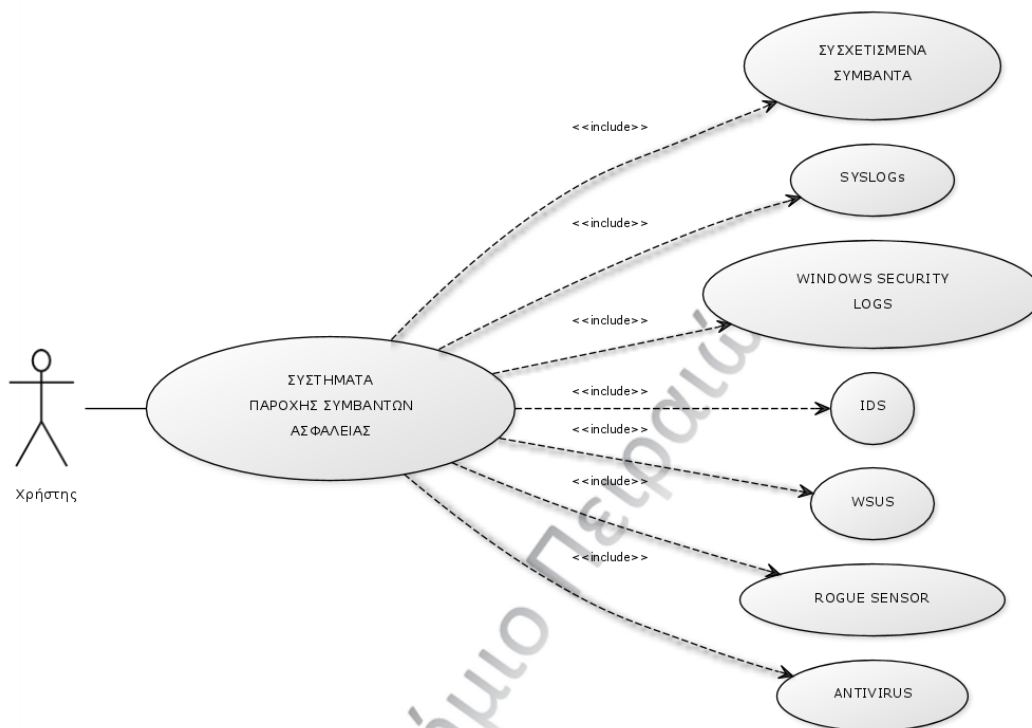 ΣΥΣΧΕΤΙΣΜΕΝΑ
ΣΥΜΒΑΝΤΑ
<<include>>
SYSLOGs
<<include>>
WINDOWS SECURITY
LOGS
<<include>>
ΣΥΣΤΗΜΑΤΑ
ΠΑΡΟΧΗΣ ΣΥΜΒΑΝΤΩΝ
ΑΣΦΑΛΕΙΑΣ
<<include>>
IDS
<<include>>
WSUS
<<include>>
Χρήστης
<<include>>
ROGUE SENSOR
ANTIVIRUS